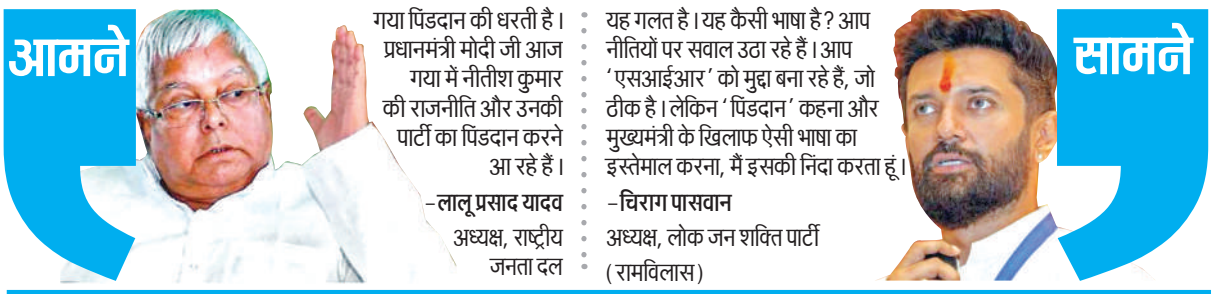 आमने
गया पिंडदान की धरती है।
प्रधानमंत्री मोदी जी आज
गया में नीतीश कुमार
की राजनीति और उनकी
पार्टी का पिंडदान करने
आ रहे हैं।
–लालू प्रसाद यादव
अध्यक्ष, राष्ट्रीय
जनता दल
यह गलत है। यह कैसी भाषा है? आप
नीतियों पर सवाल उठा रहे हैं। आप
‘एसआईआर’ को मुद्दा बना रहे हैं, जो
ठीक है। लेकिन ‘पिंडदान’ कहना और
मुख्यमंत्री के खिलाफ ऐसी भाषा का
इस्तेमाल करना, मैं इसकी निंदा करता हूं।
–चिराग पासवान
अध्यक्ष, लोक जन शक्ति पार्टी
(रामविलास)
सामने